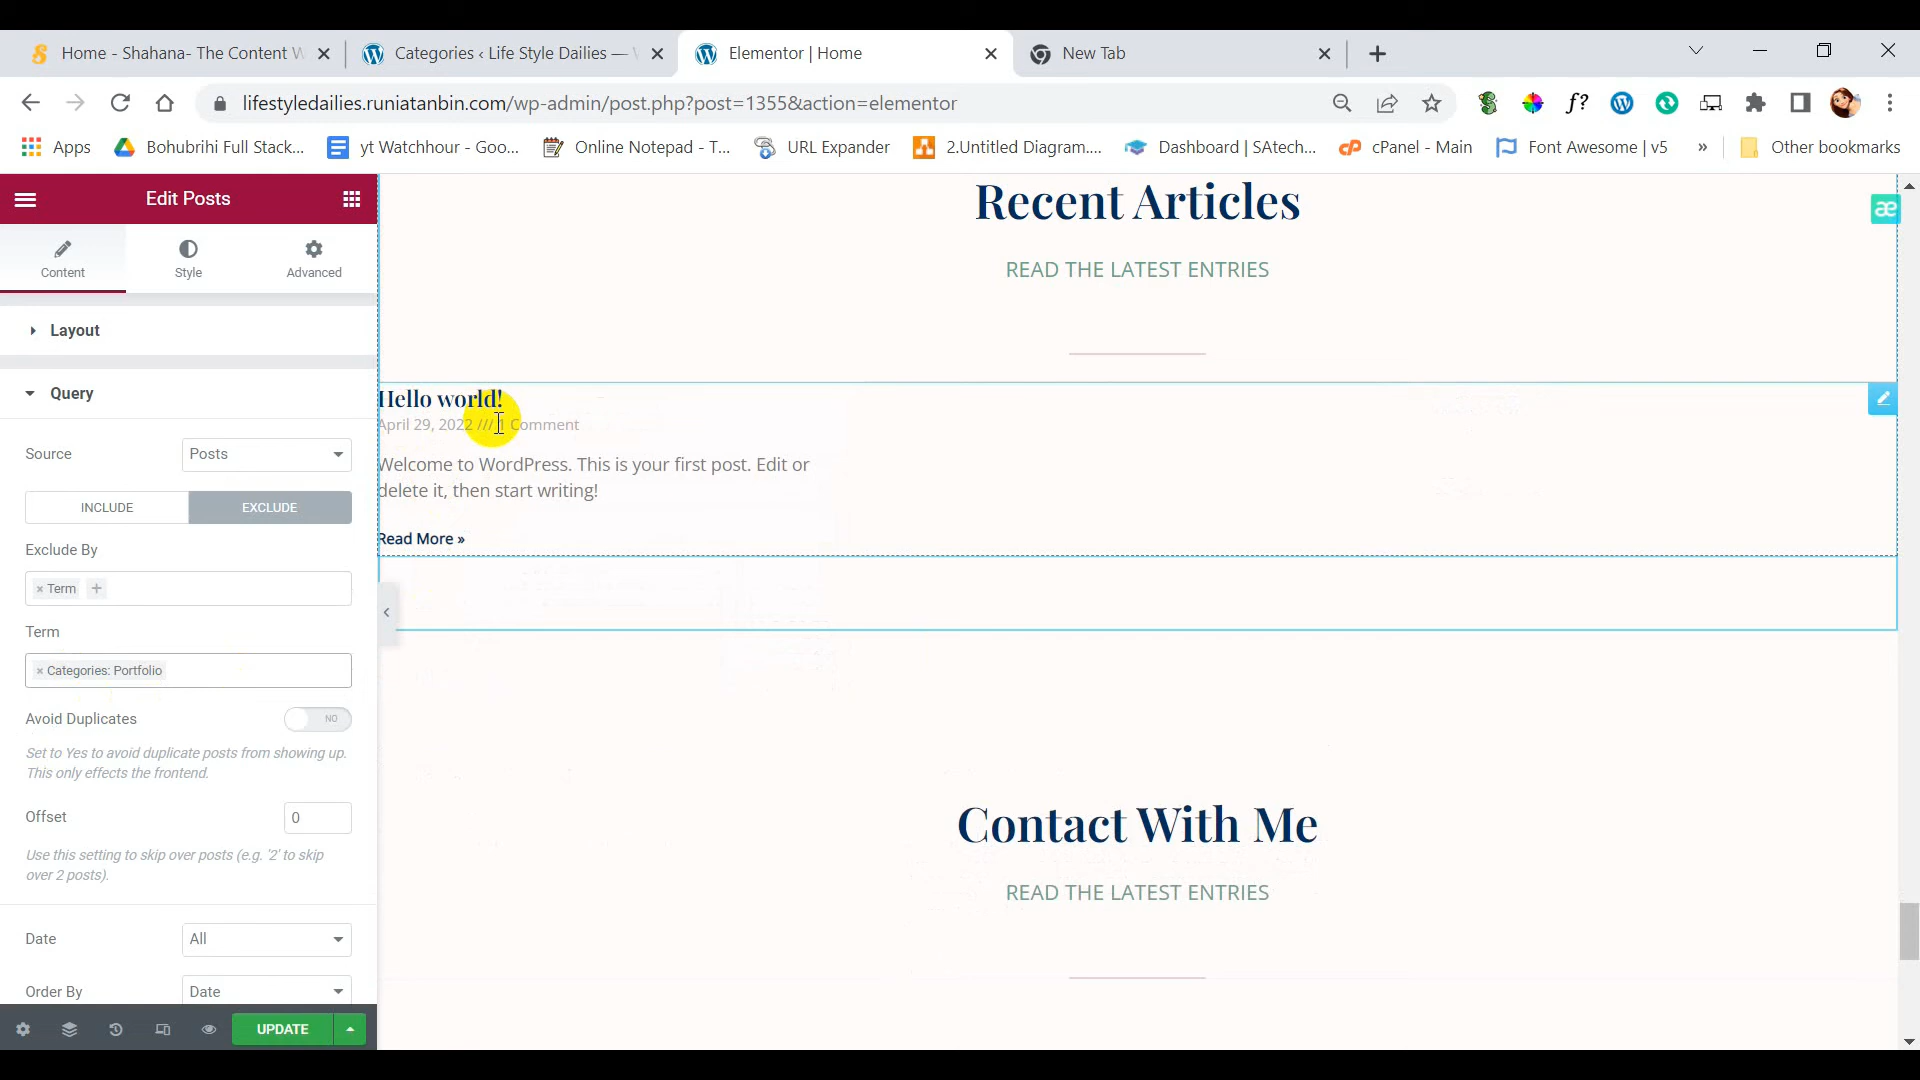 Home - Shahana- The Content W
Categories ‹ Life Style Dailies —
Elementor | Home
New Tab
lifestyledailies.runiatanbin.com/wp-admin/post.php?post=1355&action=elementor
Apps
Bohubrihi Full Stack...
yt Watchhour - Goo...
Online Notepad - T...
URL Expander
2.Untitled Diagram....
Dashboard | SAtech...
cPanel - Main
Font Awesome | v5
»
Other bookmarks
Edit Posts
Content
Style
Advanced
Layout
Query
Source
Posts
INCLUDE
EXCLUDE
Exclude By
× Term +
Term
× Categories: Portfolio
Avoid Duplicates
NO
Set to Yes to avoid duplicate posts from showing up.
This only effects the frontend.
Offset
0
Use this setting to skip over posts (e.g. '2' to skip
over 2 posts).
Date
All
Order By
Date
UPDATE
Recent Articles
READ THE LATEST ENTRIES
Hello world!
April 29, 2022 /// 1 Comment
Welcome to WordPress. This is your first post. Edit or
delete it, then start writing!
Read More »
Contact With Me
READ THE LATEST ENTRIES